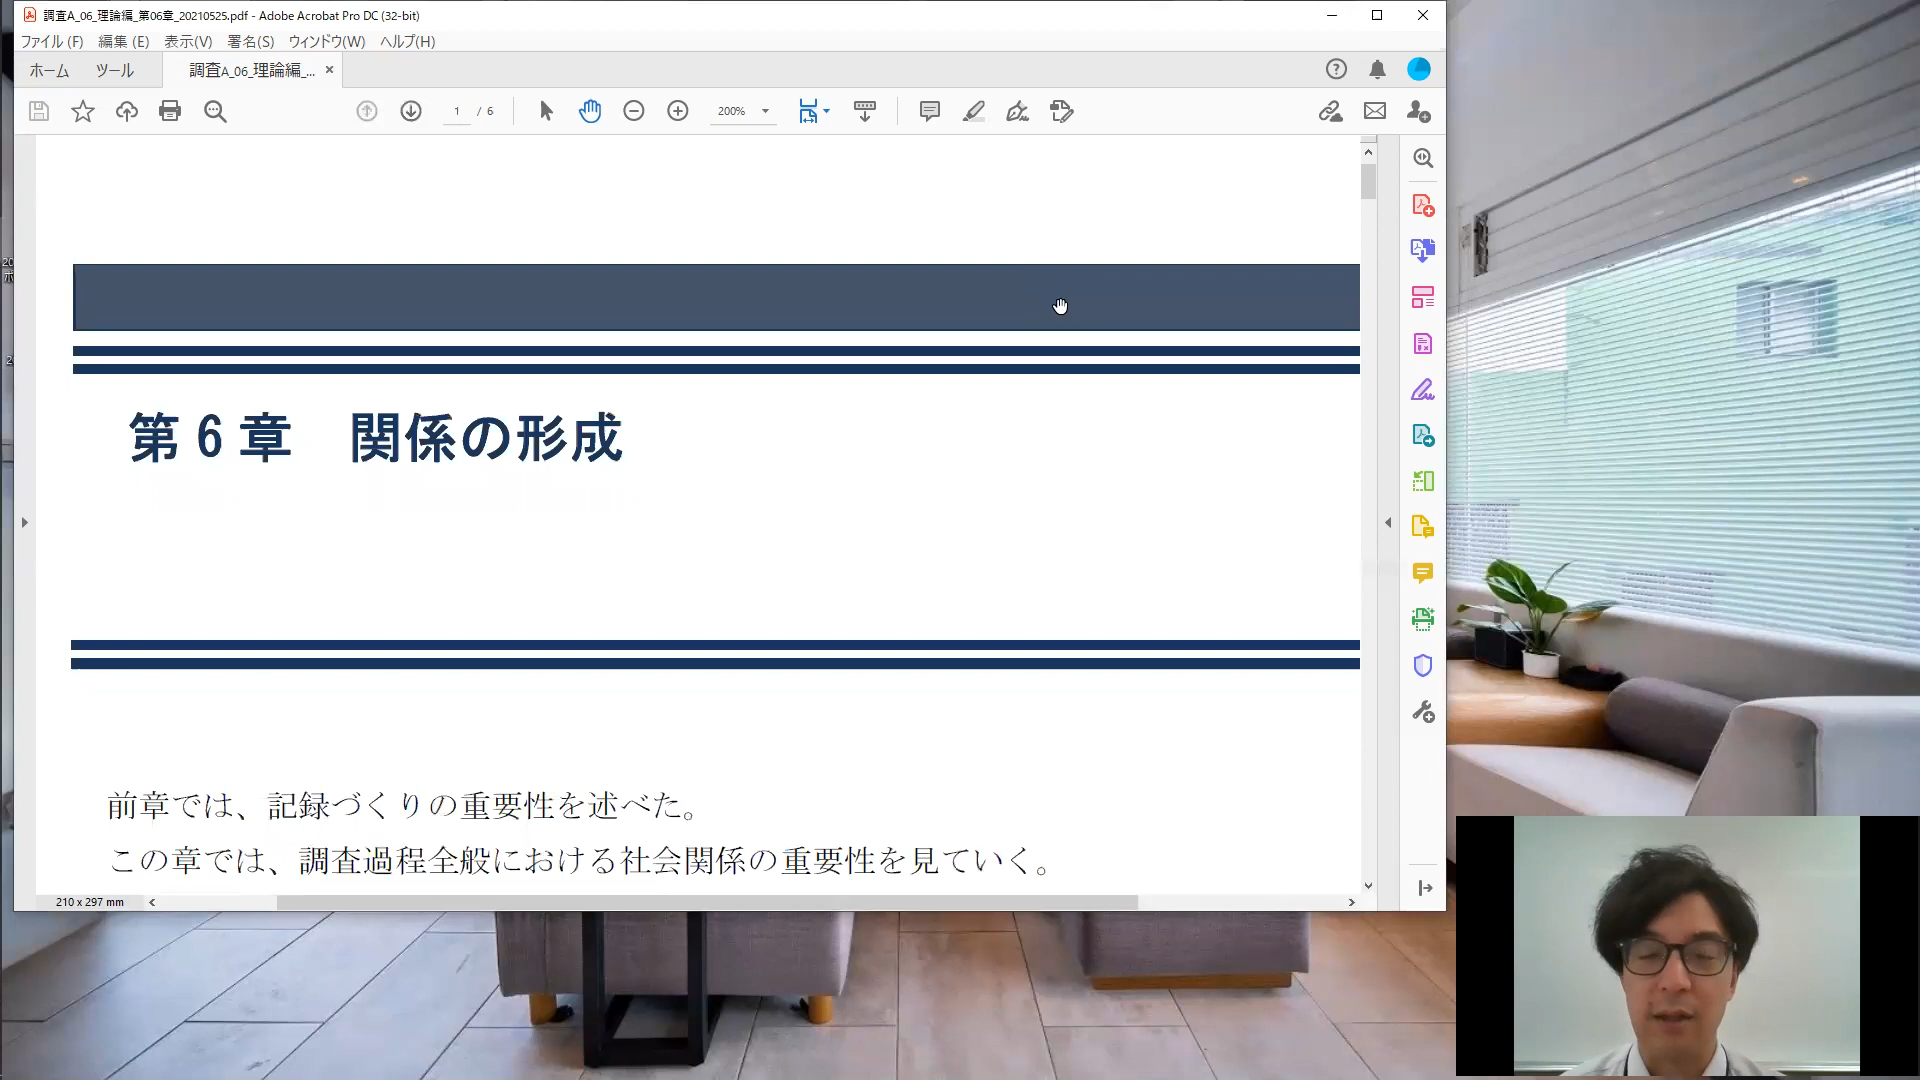 調査A_06_理論編_第06章_20210525.pdf - Adobe Acrobat Pro DC (32-bit)
ファイル(F) 編集(E) 表示(V) 署名(S) ウィンドウ(W) ヘルプ(H)
ホーム ツール 調査A_06_理論編_... ×
1 / 6 200%
第6章 関係の形成
前章では、記録づくりの重要性を述べた。
この章では、調査過程全般における社会関係の重要性を見ていく。
210 x 297 mm